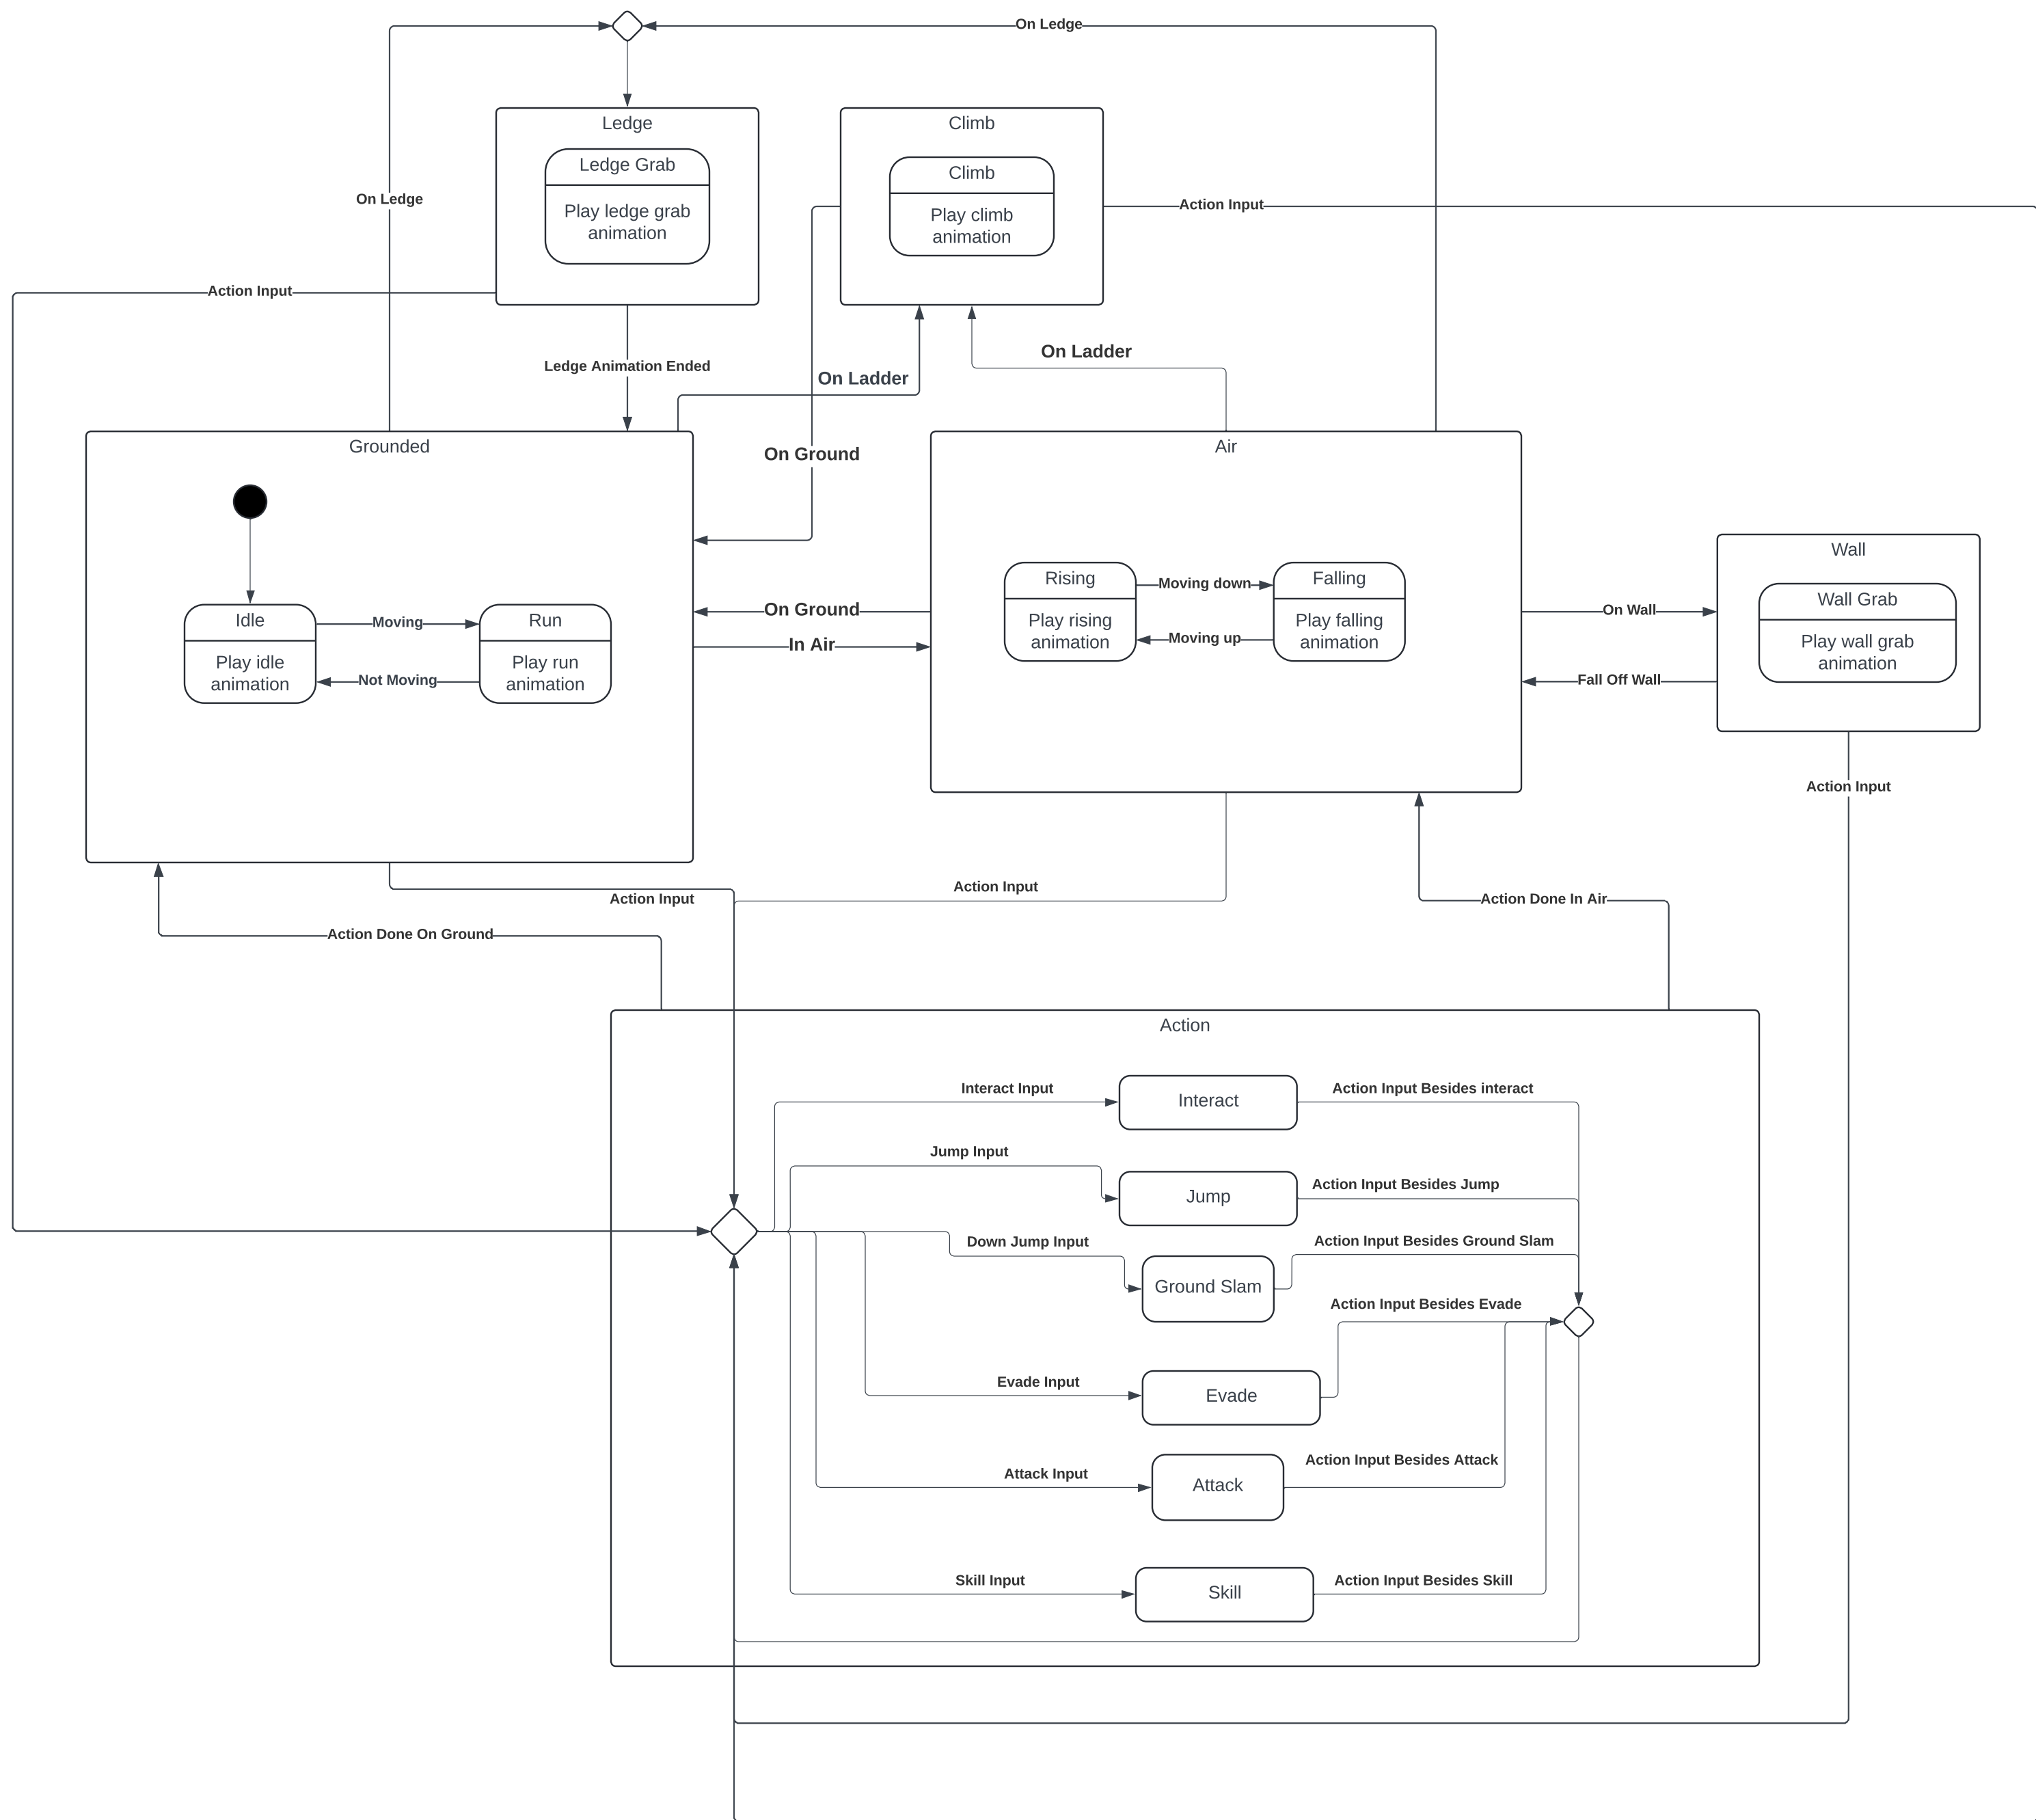 On Ledge
Ledge
Climb
Ledge Grab
Play ledge grab
animation
Climb
Play climb
animation
On Ledge
Action Input
Action Input
Ledge Animation Ended
On Ladder
On Ladder
Grounded
On Ground
Air
Wall
Idle
Play idle
animation
Moving
Not Moving
Run
Play run
animation
On Ground
In Air
Rising
Play rising
animation
Moving down
Moving up
Falling
Play falling
animation
On Wall
Fall Off Wall
Wall Grab
Play wall grab
animation
Action Input
Action Input
Action Input
Action Done In Air
Action Done On Ground
Action
Interact Input
Interact
Action Input Besides interact
Jump Input
Jump
Action Input Besides Jump
Down Jump Input
Ground Slam
Action Input Besides Ground Slam
Action Input Besides Evade
Evade Input
Evade
Action Input Besides Attack
Attack Input
Attack
Skill Input
Skill
Action Input Besides Skill